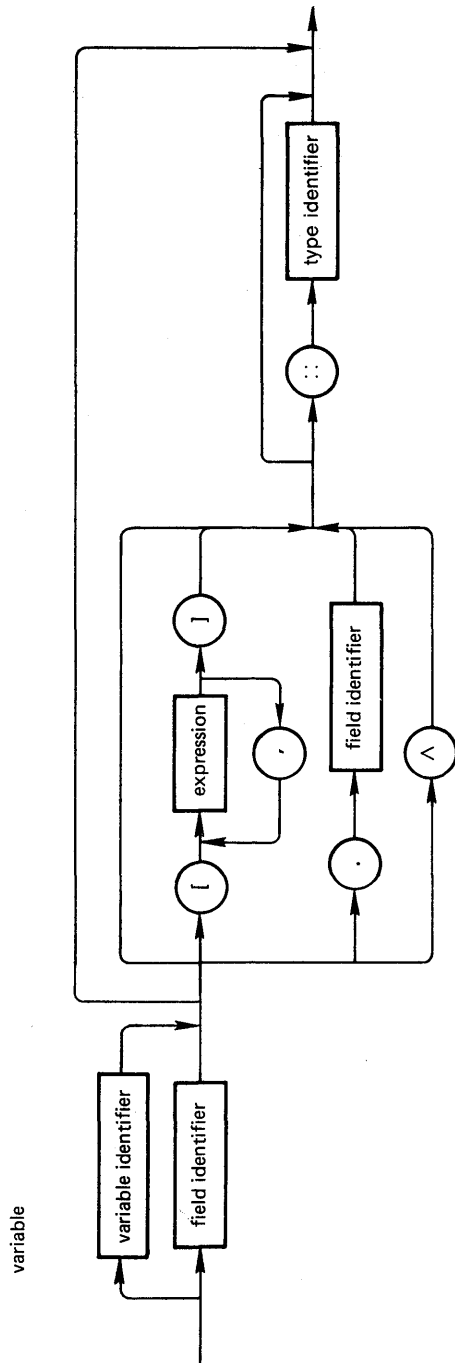 variable
variable identifier
field identifier
[
expression
,
]
.
field identifier
^
::
type identifier